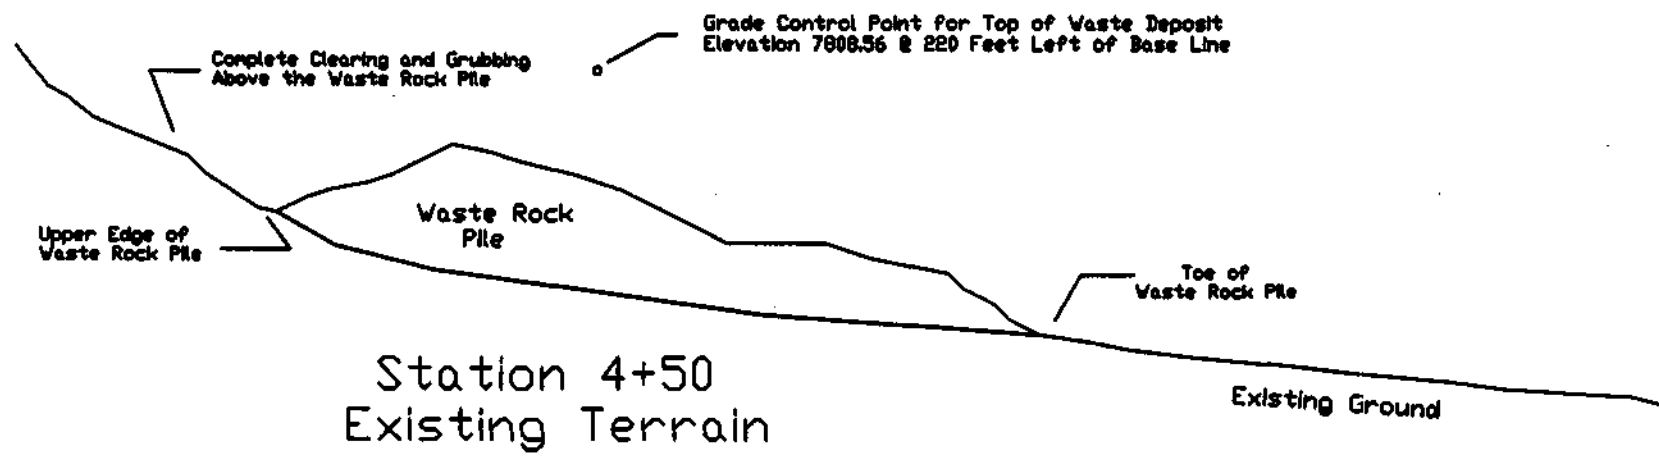 Grade Control Point for Top of Waste Deposit
Elevation 7808.56 @ 220 Feet Left of Base Line
Complete Clearing and Grubbing
Above the Waste Rock Pile
Waste Rock
Pile
Upper Edge of
Waste Rock Pile
Toe of
Waste Rock Pile
Station 4+50
Existing Terrain
Existing Ground